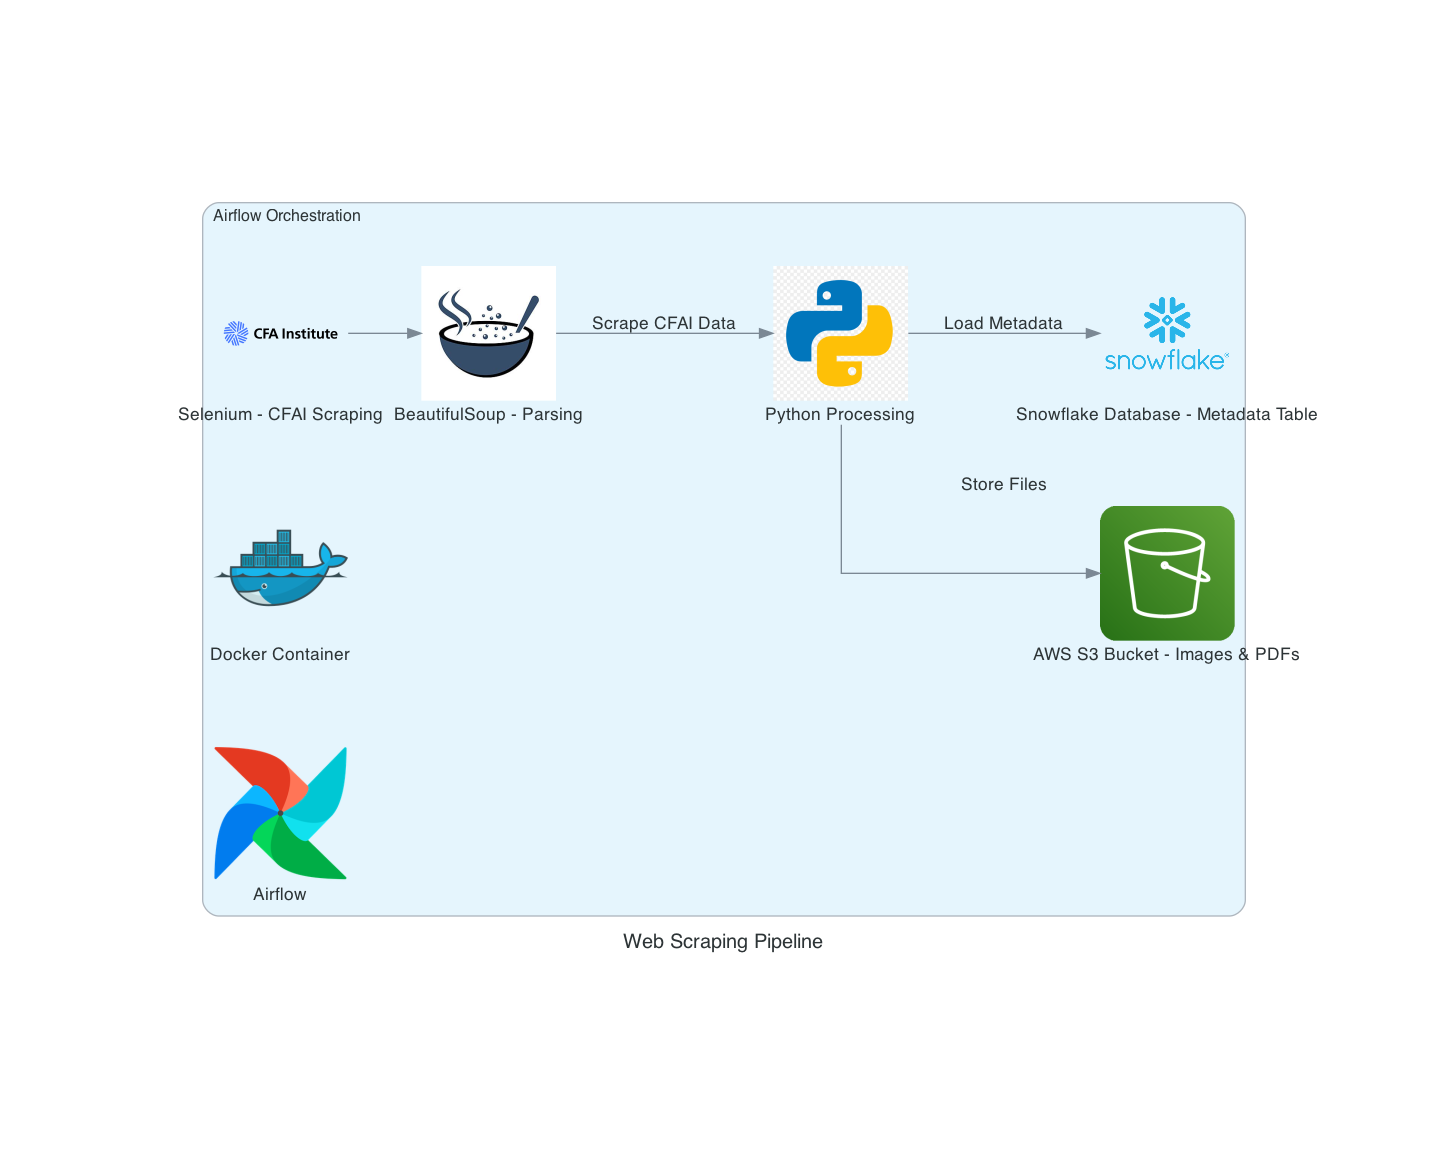 Airflow Orchestration
CFA Institute
Scrape CFAI Data
Load Metadata
snowflake
Selenium - CFAI Scraping
BeautifulSoup - Parsing
Python Processing
Snowflake Database - Metadata Table
Store Files
Docker Container
AWS S3 Bucket - Images & PDFs
Airflow
Web Scraping Pipeline